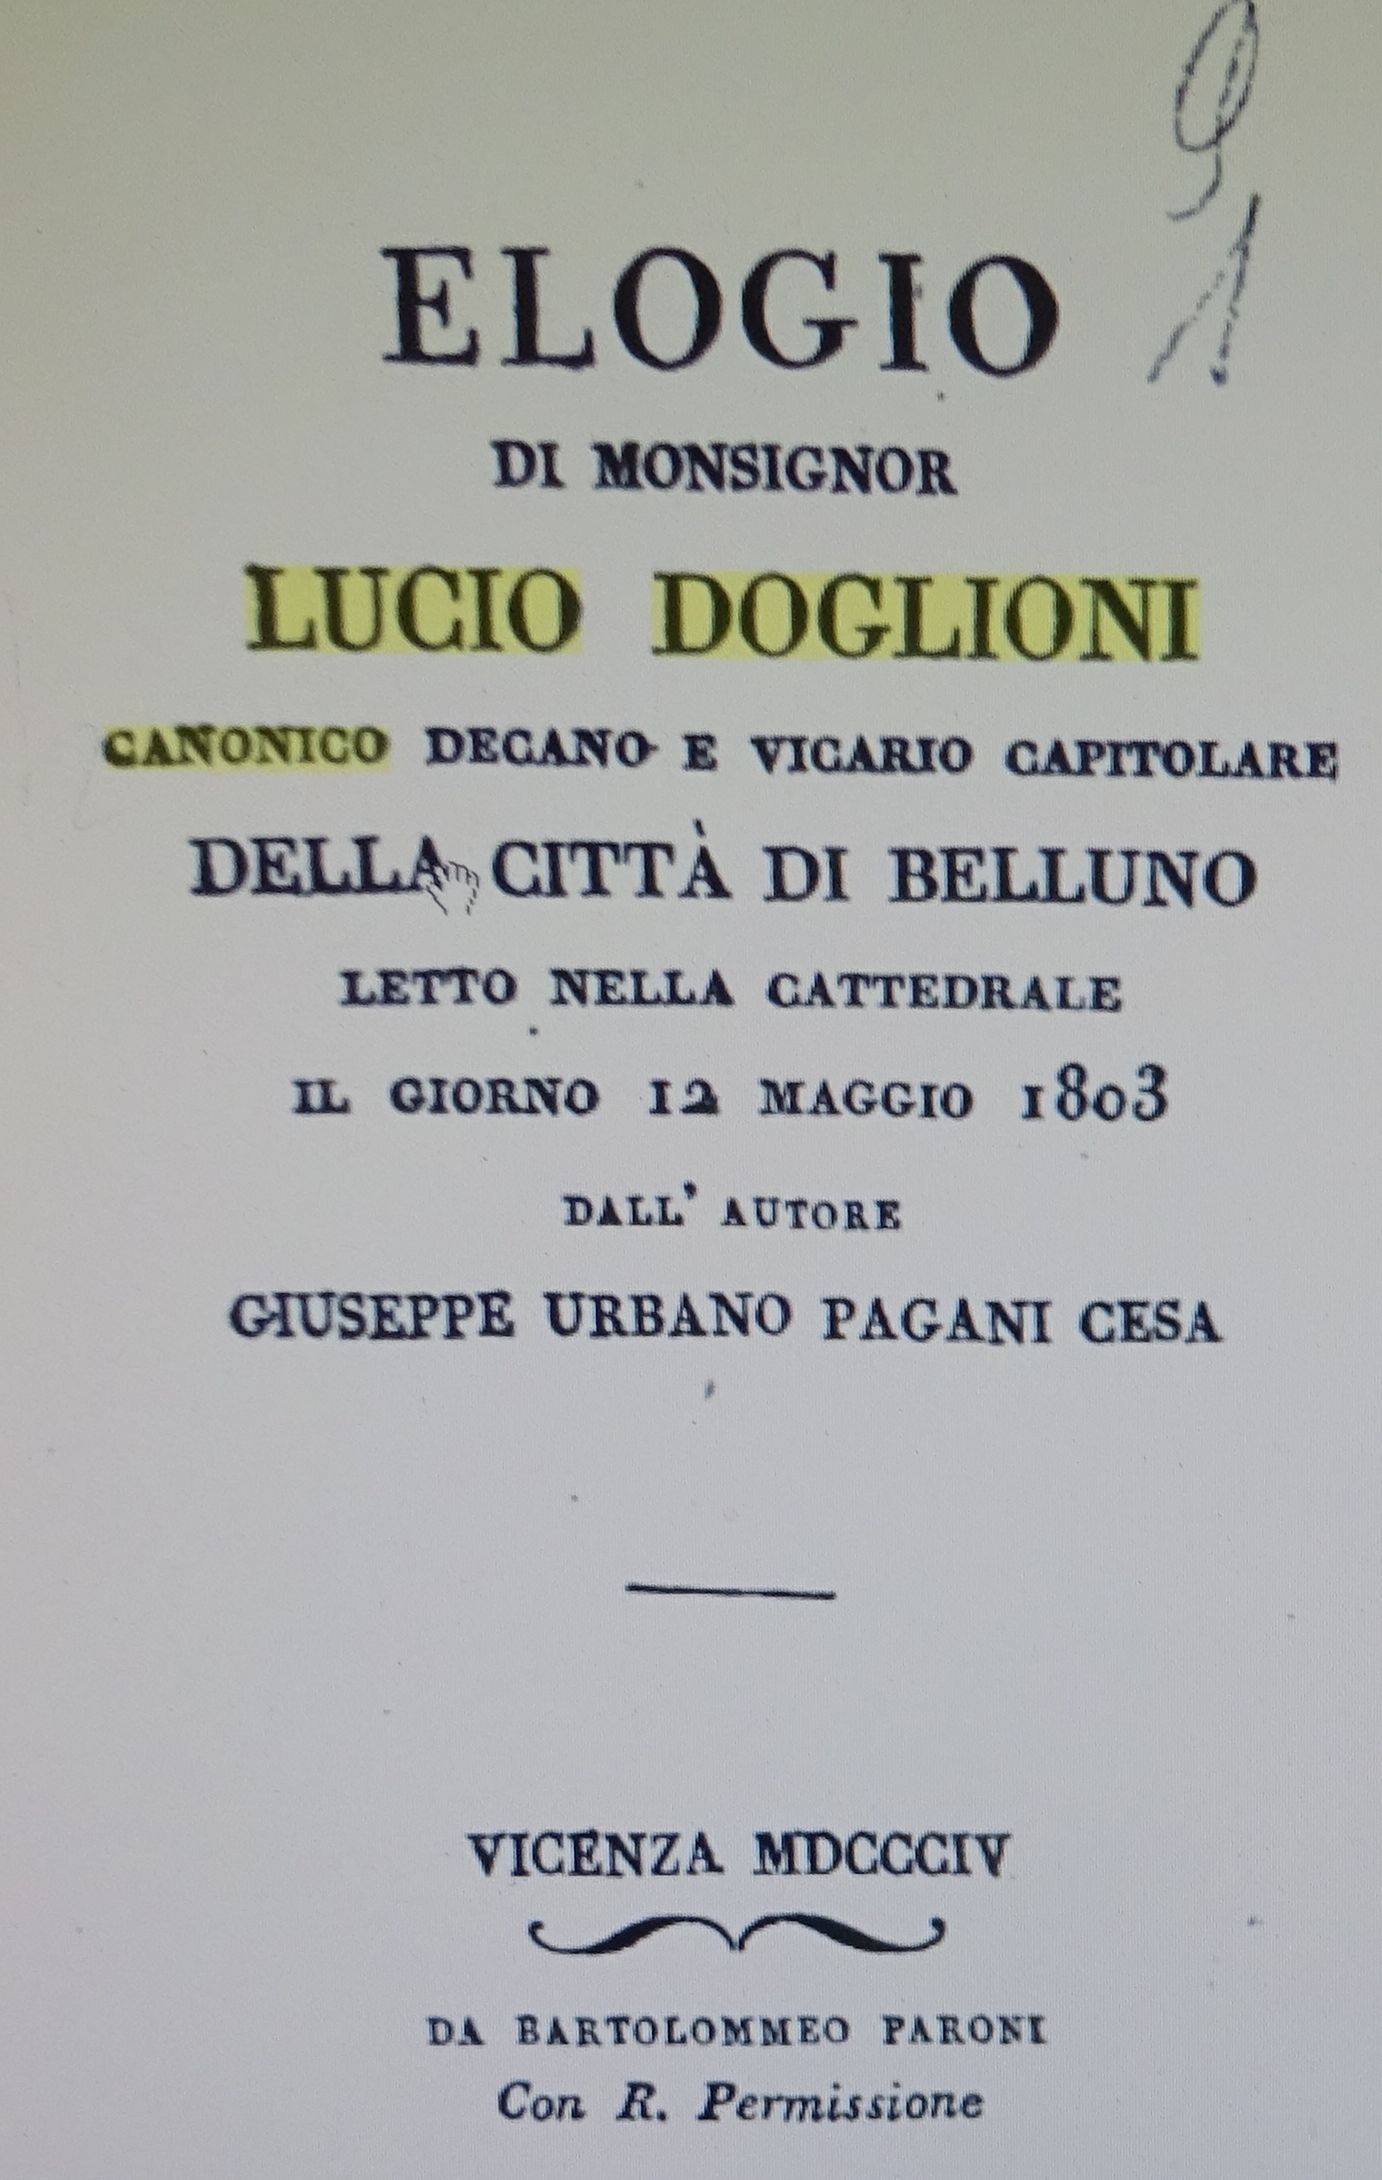 ELOGIO
DI MONSIGNOR
LUCIO DOGLIONI
CANONICO DECANO E VICARIO CAPITOLARE
DELLA CITTÀ DI BELLUNO
LETTO NELLA CATTEDRALE
IL GIORNO 12 MAGGIO 1803
DALL' AUTORE
GIUSEPPE URBANO PAGANI CESA
VICENZA MDCCCIV
DA BARTOLOMMEO PARONI
Con R. Permissione